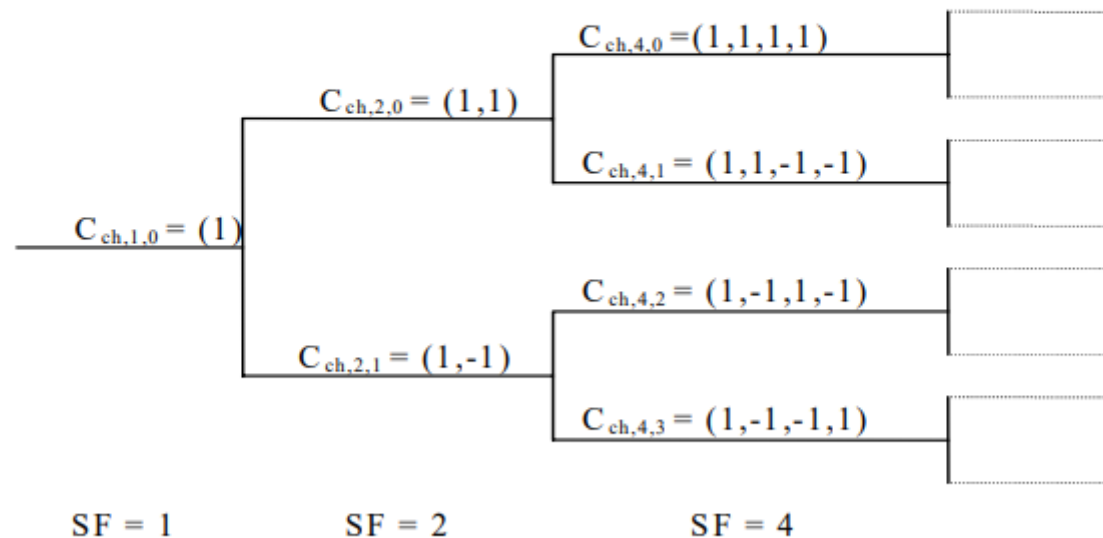 C ch,4,0 =(1,1,1,1)
C ch,2,0 = (1,1)
C ch,4,1 = (1,1,-1,-1)
C ch,1,0 = (1)
C ch,4,2 = (1,-1,1,-1)
C ch,2,1 = (1,-1)
C ch,4,3 = (1,-1,-1,1)
SF = 1 SF = 2 SF = 4